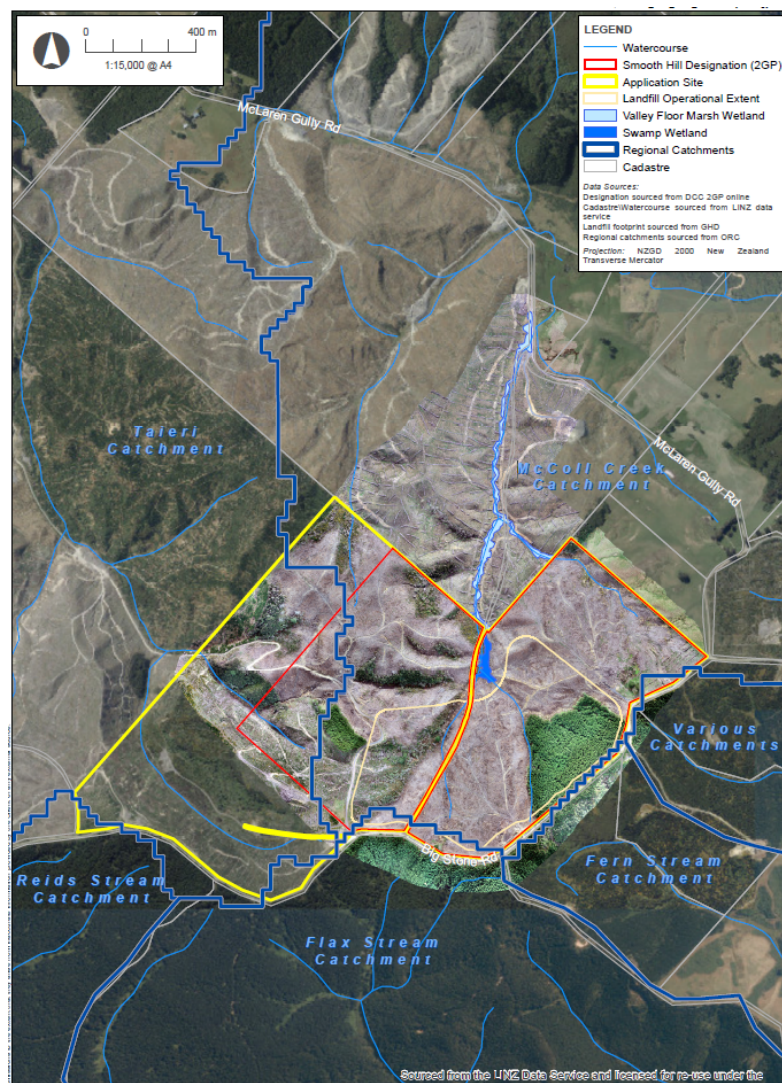 0 400 m
1:15,000 @ A4
LEGEND
Watercourse
Smooth Hill Designation (2GP)
Application Site
Landfill Operational Extent
Valley Floor Marsh Wetland
Swamp Wetland
Regional Catchments
Cadastre
Data Sources:
Designation sourced from DCC 2GP online
Cadastre\Watercourse sourced from LINZ data
service
Landfill footprint sourced from GHD
Regional catchments sourced from ORC
Projection: NZGD 2000 New Zealand
Transverse Mercator
McLaren Gully Rd
Taieri
Catchment
McLaren Gully Rd
McColl Creek
Catchment
Various
Catchments
Big Stone Rd
Fern Stream
Catchment
Reids Stream
Catchment
Flax Stream
Catchment
Sourced from the LINZ Data Service and licensed for re-use under the